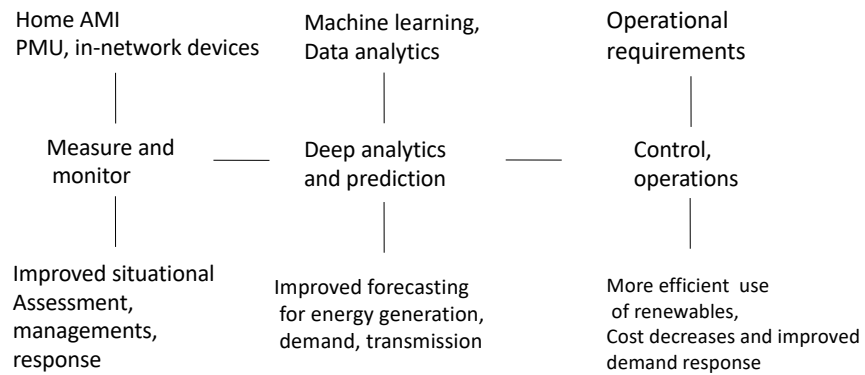 Home AMI
PMU, in-network devices
Machine learning,
Data analytics
Operational
requirements
Measure and
monitor
Deep analytics
and prediction
Control,
operations
Improved situational
Assessment,
managements,
response
Improved forecasting
for energy generation,
demand, transmission
More efficient use
of renewables,
Cost decreases and improved
demand response